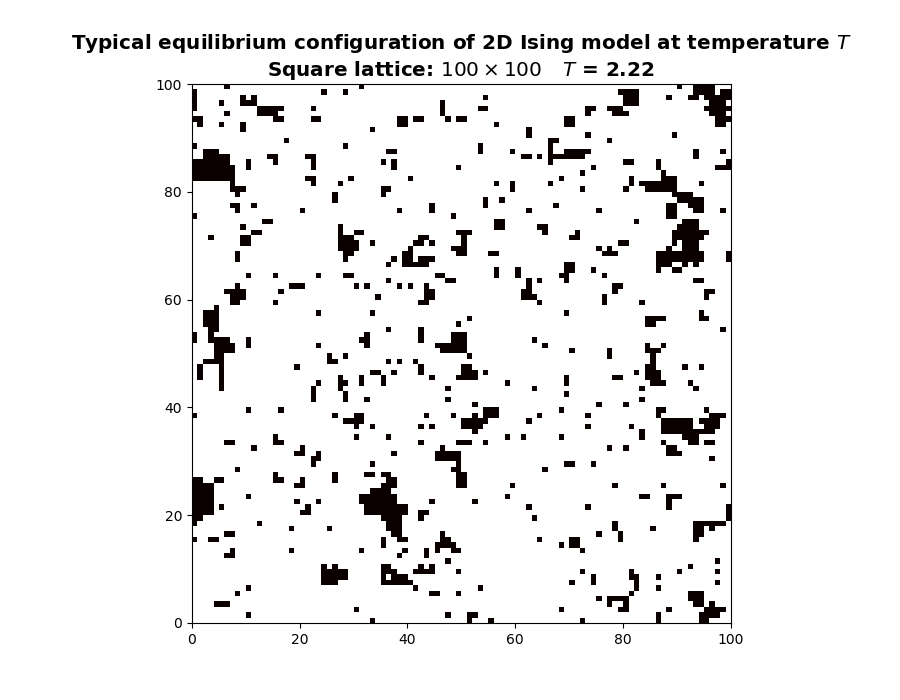 Typical equilibrium configuration of 2D Ising model at temperature T
Square lattice: 100 × 100 T = 2.22
100
80
60
40
20
0
0 20 40 60 80 100